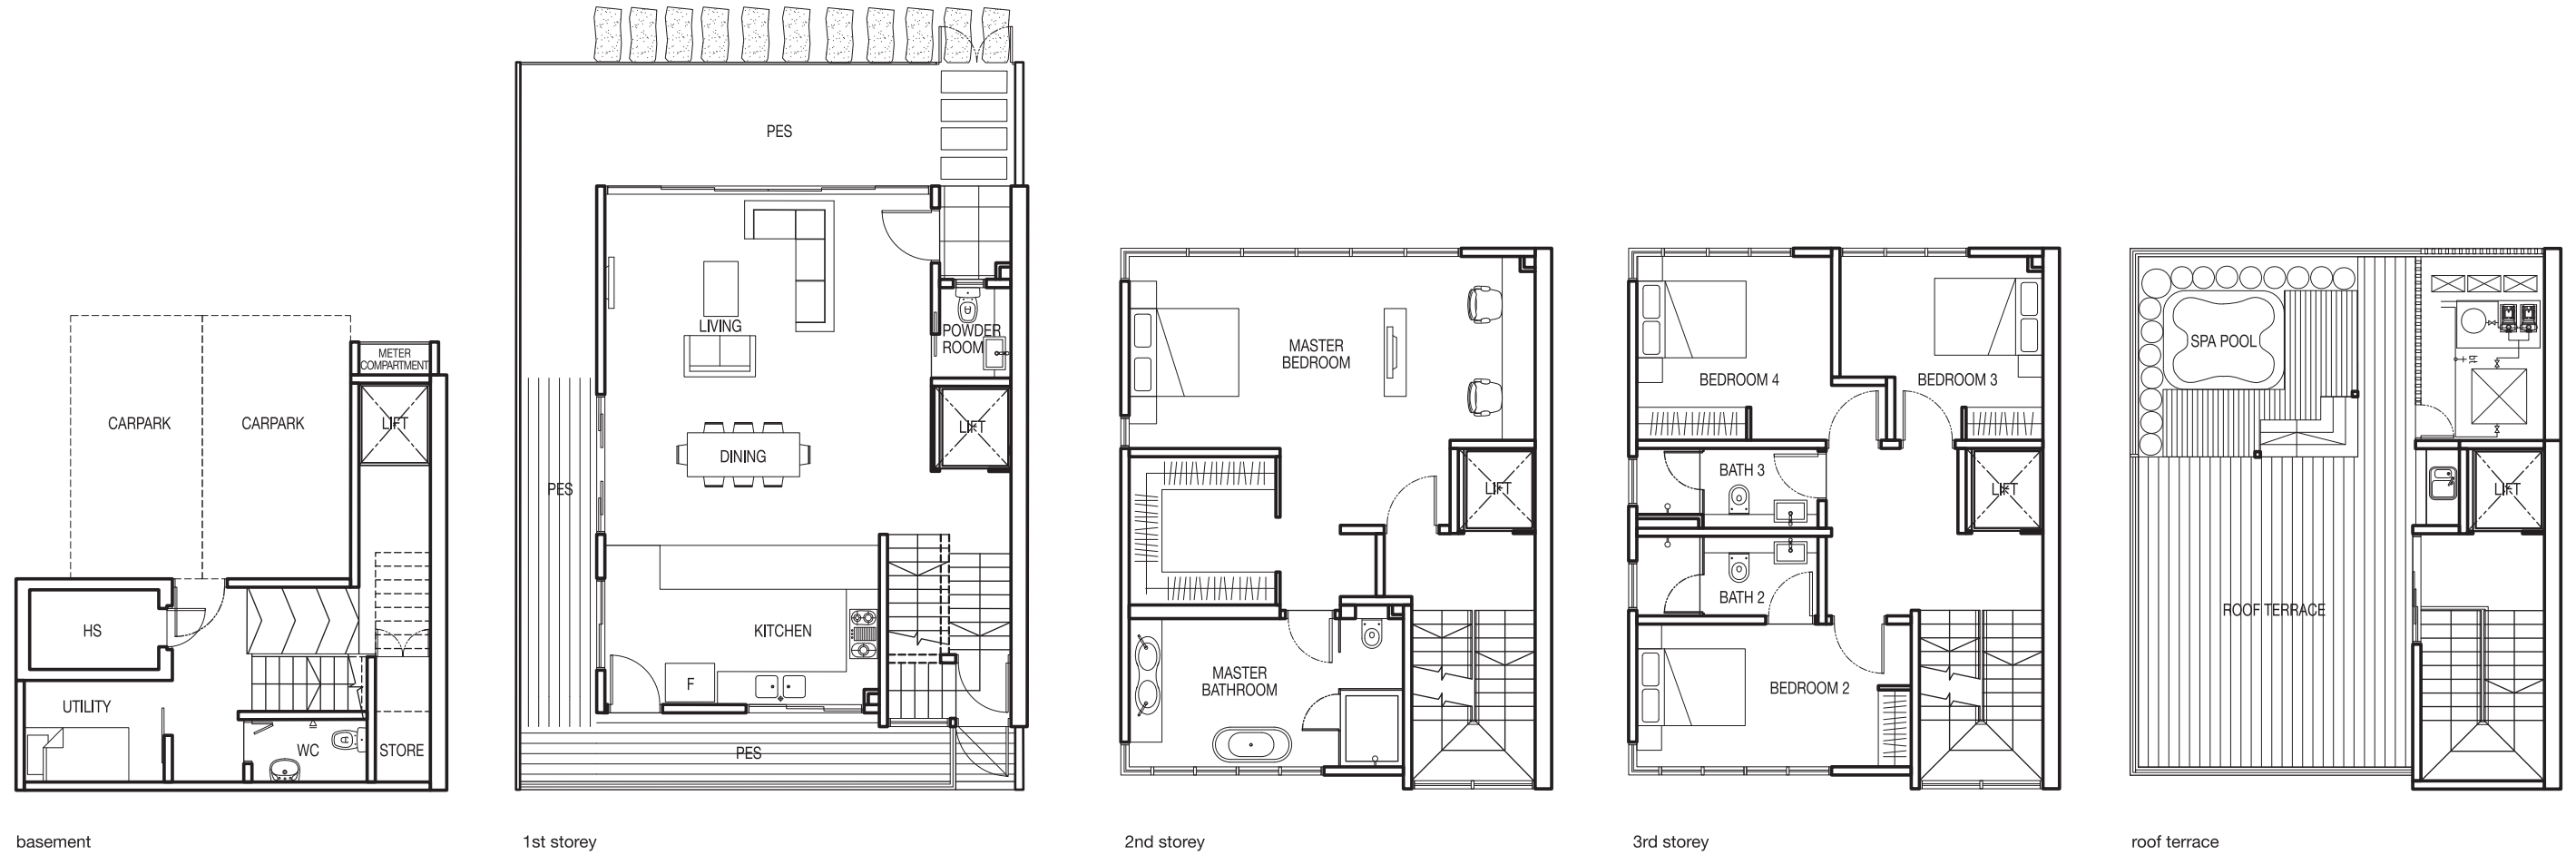 CARPARK
CARPARK
METER
COMPARTMENT
LIFT
HS
UTILITY
WC
STORE
basement
PES
LIVING
POWDER
ROOM
LIFT
DINING
PES
KITCHEN
F
PES
1st storey
MASTER
BEDROOM
LIFT
MASTER
BATHROOM
2nd storey
BEDROOM 4
BEDROOM 3
BATH 3
LIFT
BATH 2
BEDROOM 2
3rd storey
SPA POOL
LIFT
ROOF TERRACE
roof terrace